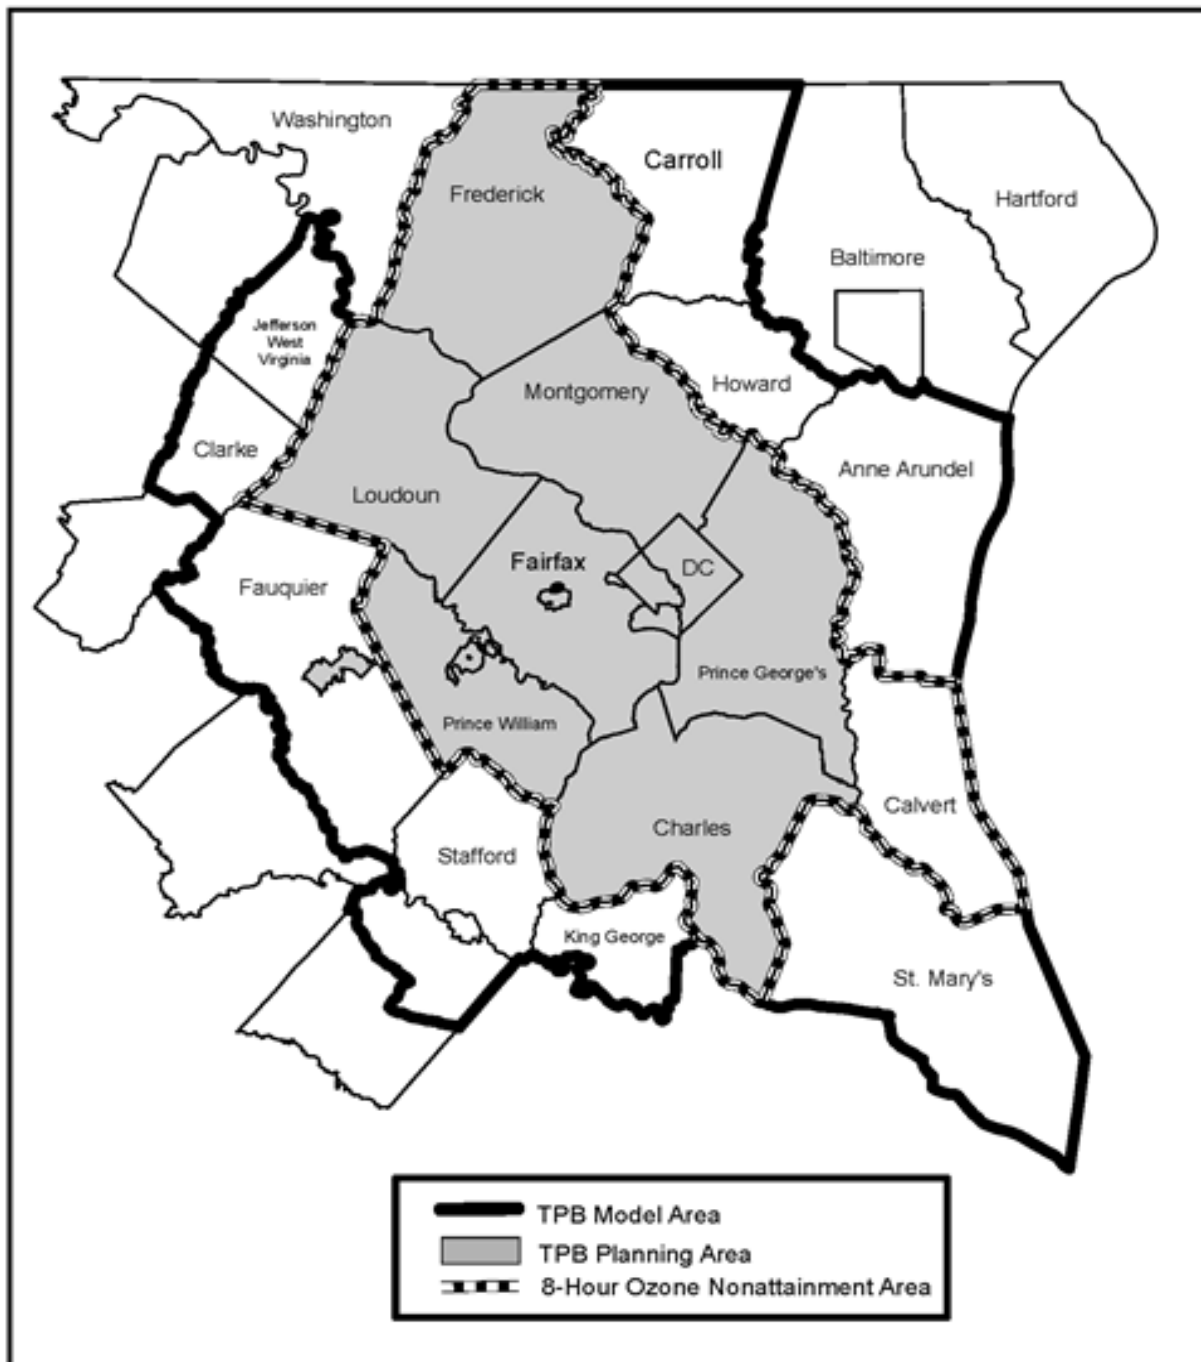 Washington
Carroll
Frederick
Hartford
Baltimore
Jefferson
West
Virginia
Howard
Montgomery
Clarke
Anne Arundel
Loudoun
Fairfax
DC
Fauquier
Prince George's
Prince William
Calvert
Charles
Stafford
King George
St. Mary's
TPB Model Area
TPB Planning Area
8-Hour Ozone Nonattainment Area